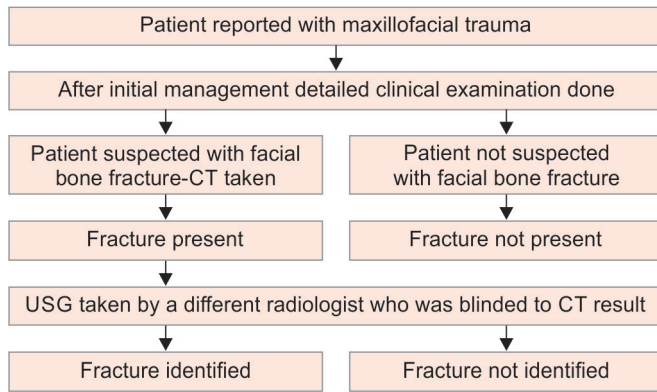 Patient reported with maxillofacial trauma
After initial management detailed clinical examination done
Patient suspected with facial
bone fracture-CT taken
Patient not suspected
with facial bone fracture
Fracture present
Fracture not present
USG taken by a different radiologist who was blinded to CT result
Fracture identified
Fracture not identified